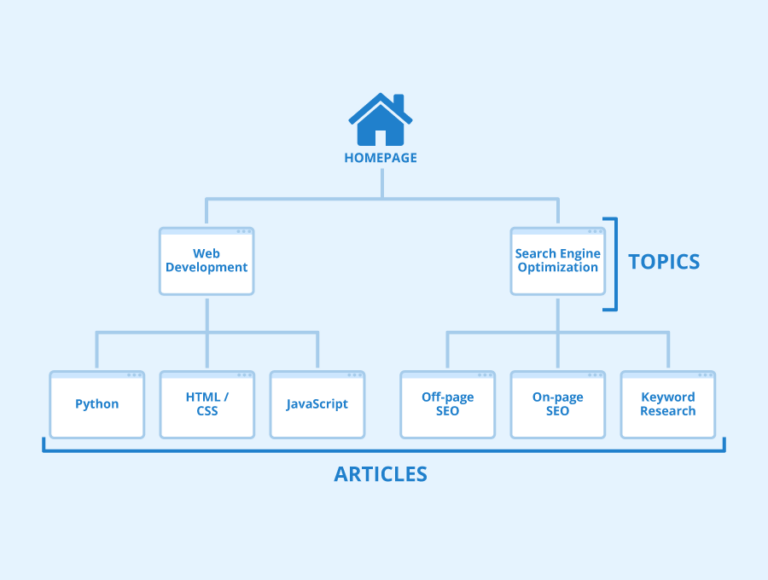 HOMEPAGE
Web
Development
Search Engine
Optimization
TOPICS
Python
HTML /
CSS
JavaScript
Off-page
SEO
On-page
SEO
Keyword
Research
ARTICLES